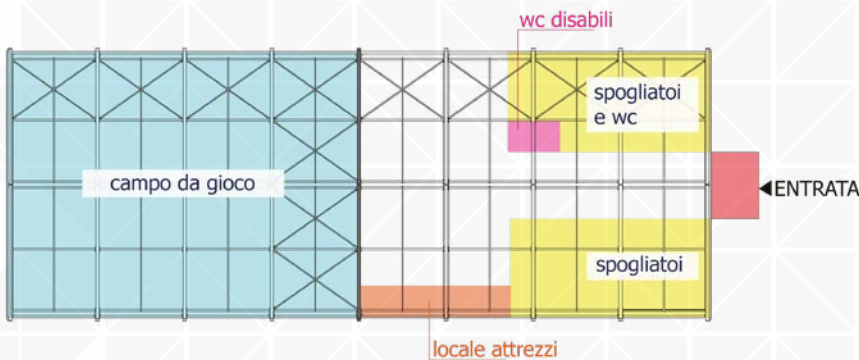 wc disabili
spogliatoi
e wc
campo da gioco
ENTRATA
spogliatoi
locale attrezzi